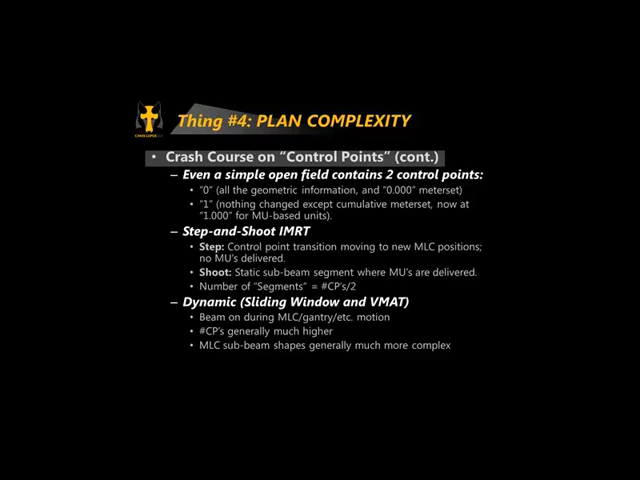 Thing #4: PLAN COMPLEXITY
CANIS LUPUS LLC
• Crash Course on “Control Points” (cont.)
– Even a simple open field contains 2 control points:
• “0” (all the geometric information, and “0.000” meterset)
• “1” (nothing changed except cumulative meterset, now at
“1.000” for MU-based units).
– Step-and-Shoot IMRT
• Step: Control point transition moving to new MLC positions;
no MU’s delivered.
• Shoot: Static sub-beam segment where MU’s are delivered.
• Number of “Segments” = #CP’s/2
– Dynamic (Sliding Window and VMAT)
• Beam on during MLC/gantry/etc. motion
• #CP’s generally much higher
• MLC sub-beam shapes generally much more complex